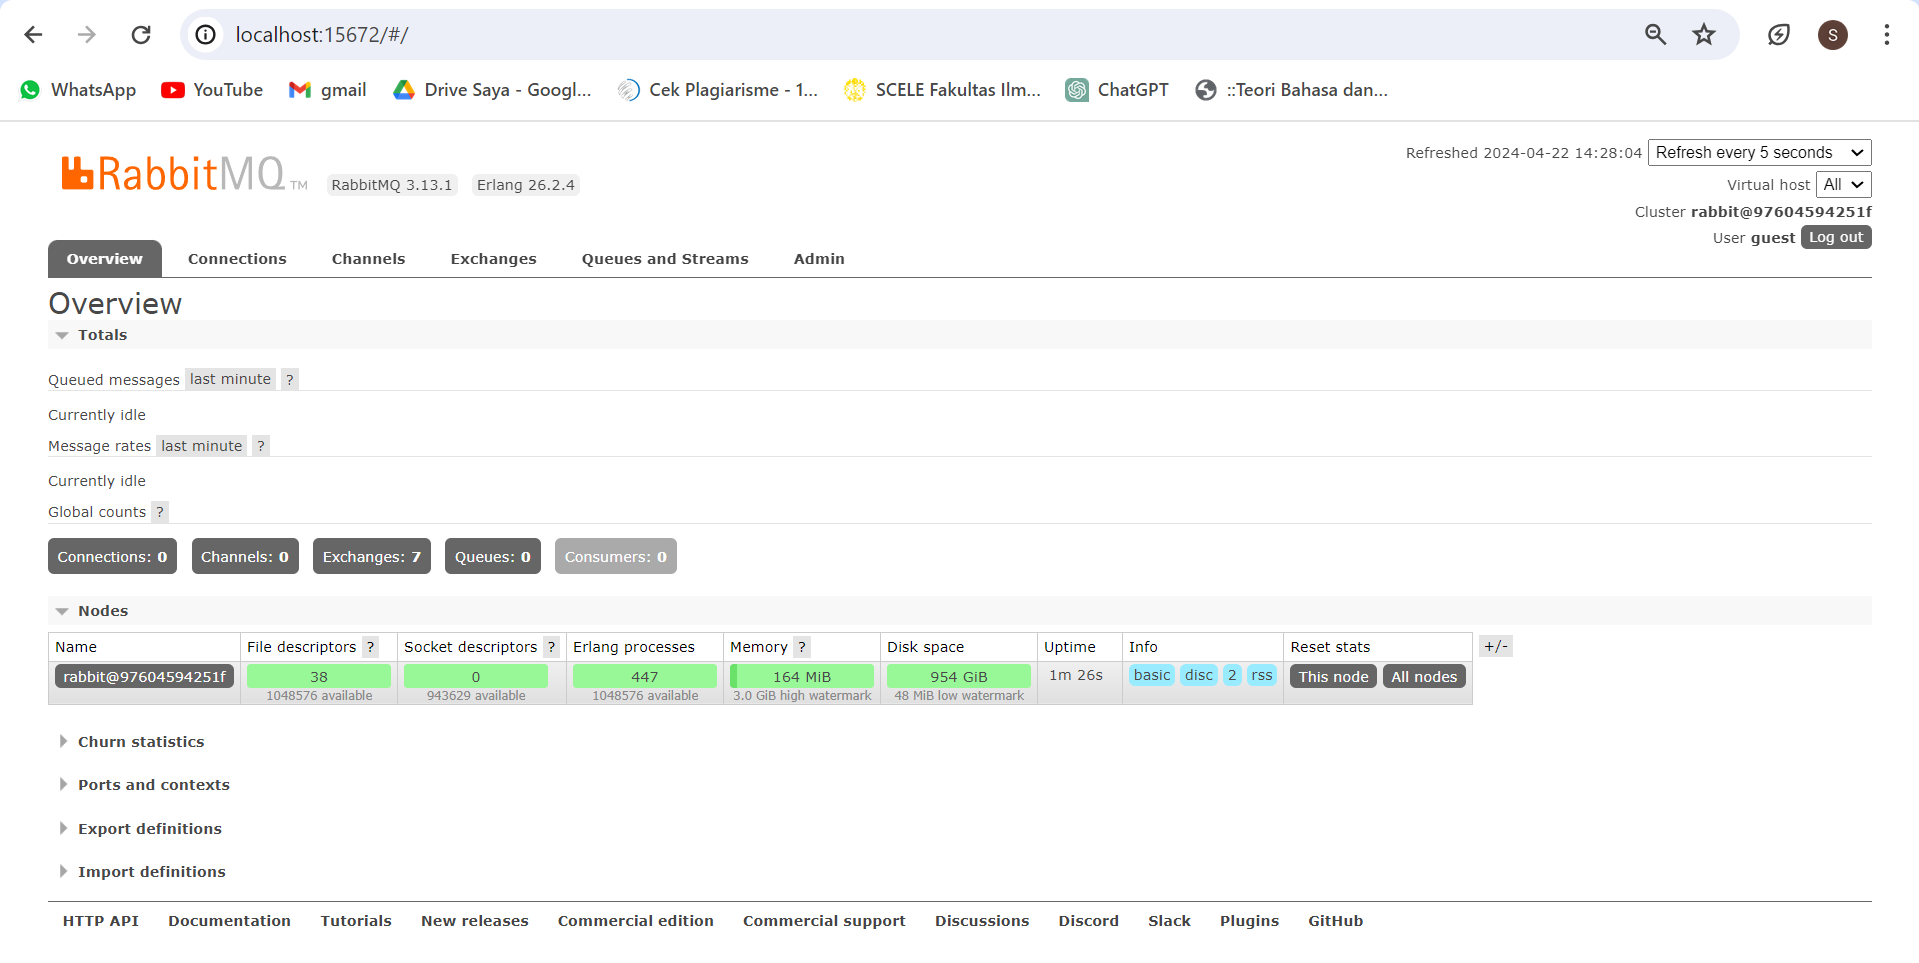 localhost:15672/#/
S
WhatsApp YouTube gmail Drive Saya - Googl... Cek Plagiarisme - 1... SCELE Fakultas Ilm... ChatGPT ::Teori Bahasa dan...
RabbitMQ TM RabbitMQ 3.13.1 Erlang 26.2.4
Refreshed 2024-04-22 14:28:04 Refresh every 5 seconds
Virtual host All
Cluster rabbit@97604594251f
User guest Log out
Overview Connections Channels Exchanges Queues and Streams Admin
Overview
Totals
Queued messages last minute ?
Currently idle
Message rates last minute ?
Currently idle
Global counts ?
Connections: 0 Channels: 0 Exchanges: 7 Queues: 0 Consumers: 0
Nodes
Name File descriptors ? Socket descriptors ? Erlang processes Memory ? Disk space Uptime Info Reset stats +/-
rabbit@97604594251f 38 0 447 164 MiB 954 GiB 1m 26s basic disc 2 rss This node All nodes
1048576 available 943629 available 1048576 available 3.0 GiB high watermark 48 MiB low watermark
Churn statistics
Ports and contexts
Export definitions
Import definitions
HTTP API Documentation Tutorials New releases Commercial edition Commercial support Discussions Discord Slack Plugins GitHub